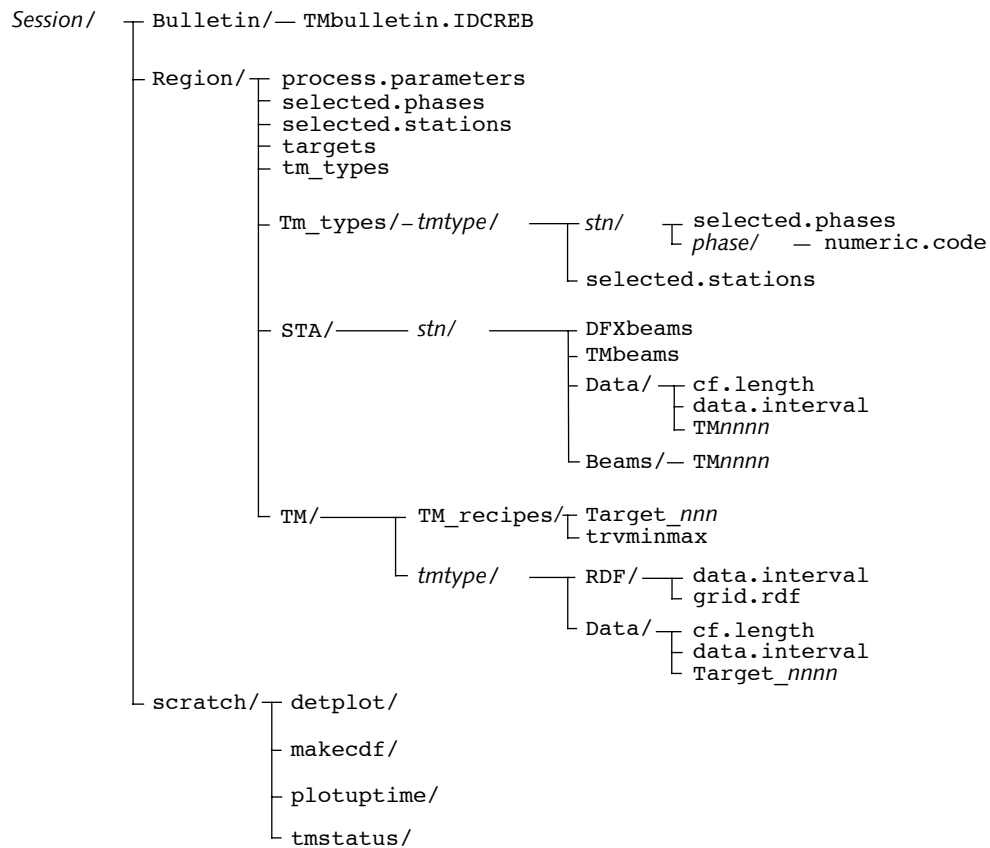 Session/ Bulletin/ TMbulletin.IDCREB
Region/ process.parameters
selected.phases
selected.stations
targets
tm_types
Tm_types/ tmtype/ stn/ selected.phases
phase/ numeric.code
selected.stations
STA/ stn/ DFXbeams
TMbeams
Data/ cf.length
data.interval
TMnnnn
Beams/ TMnnnn
TM/ TM_recipes/ Target_nnn
trvminmax
tmtype/ RDF/ data.interval
grid.rdf
Data/ cf.length
data.interval
Target_nnnn
scratch/ detplot/
makecdf/
plotuptime/
tmstatus/